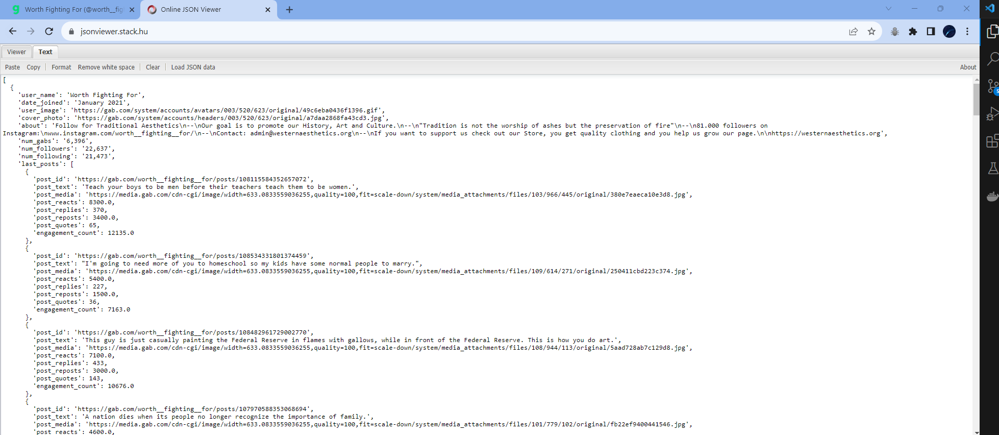 Worth Fighting For (@worth__fig
Online JSON Viewer
jsonviewer.stack.hu
Viewer
Text
Paste Copy Format Remove white space Clear Load JSON data About
[
{
'user_name': 'Worth Fighting For',
'date_joined': 'January 2021',
'user_image': 'https://gab.com/system/accounts/avatars/003/520/623/original/49c6eba0436f1396.gif',
'cover_photo': 'https://gab.com/system/accounts/headers/003/520/623/original/a7daa2868fa43cd3.jpg',
'about': 'Follow for Traditional Aesthetics\n--\nOur goal is to promote our History, Art and Culture.\n--\n"Tradition is not the worship of ashes but the preservation of fire"\n--\n81.000 followers on
Instagram:\nwww.instagram.com/worth__fighting__for/\n--\nContact: admin@westernaesthetics.org\n--\nIf you want to support us check out our Store, you get quality clothing and you help us grow our page.\n\nhttps://westernaesthetics.org',
'num_gabs': '6,396',
'num_followers': '22,637',
'num_following': '21,473',
'last_posts': [
{
'post_id': 'https://gab.com/worth__fighting__for/posts/108115584352657072',
'post_text': 'Teach your boys to be men before their teachers teach them to be women.',
'post_media': 'https://media.gab.com/cdn-cgi/image/width=633.0833559036255,quality=100,fit=scale-down/system/media_attachments/files/103/966/445/original/380e7eaeca10e3d8.jpg',
'post_reacts': 8300.0,
'post_replies': 370,
'post_reposts': 3400.0,
'post_quotes': 65,
'engagement_count': 12135.0
},
{
'post_id': 'https://gab.com/worth__fighting__for/posts/108534331801374459',
'post_text': "I'm going to need more of you to homeschool so my kids have some normal people to marry.",
'post_media': 'https://media.gab.com/cdn-cgi/image/width=633.0833559036255,quality=100,fit=scale-down/system/media_attachments/files/109/614/271/original/250411cbd223c374.jpg',
'post_reacts': 5400.0,
'post_replies': 227,
'post_reposts': 1500.0,
'post_quotes': 36,
'engagement_count': 7163.0
},
{
'post_id': 'https://gab.com/worth__fighting__for/posts/108482961729002770',
'post_text': 'This guy is just casually painting the Federal Reserve in flames with gallows, while in front of the Federal Reserve. This is how you do art.',
'post_media': 'https://media.gab.com/cdn-cgi/image/width=633.0833559036255,quality=100,fit=scale-down/system/media_attachments/files/108/944/113/original/5aad728ab7c129d8.jpg',
'post_reacts': 7100.0,
'post_replies': 433,
'post_reposts': 3000.0,
'post_quotes': 143,
'engagement_count': 10676.0
},
{
'post_id': 'https://gab.com/worth__fighting__for/posts/107970588353068694',
'post_text': 'A nation dies when its people no longer recognize the importance of family.',
'post_media': 'https://media.gab.com/cdn-cgi/image/width=633.0833559036255,quality=100,fit=scale-down/system/media_attachments/files/101/779/102/original/fb22ef9400441546.jpg',
'post_reacts': 4600.0,